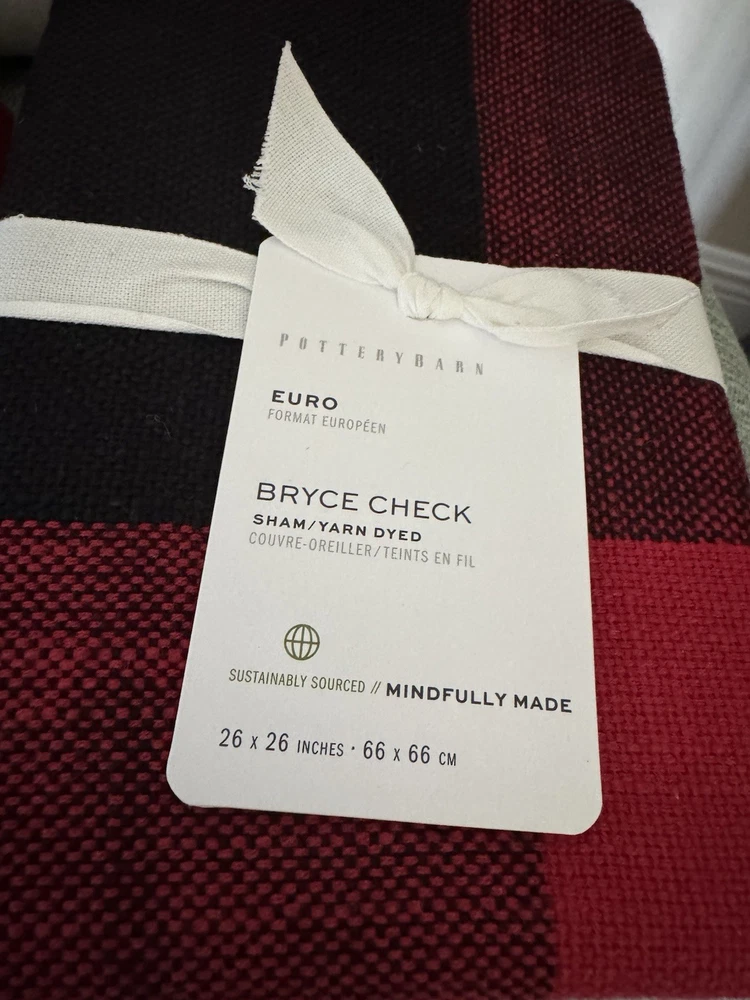 POTTERYBARN
EURO
FORMAT EUROPÉEN
BRYCE CHECK
SHAM/YARN DYED
COUVRE-OREILLER/TEINTS EN FIL
SUSTAINABLY SOURCED // MINDFULLY MADE
26 x 26 INCHES · 66 x 66 CM